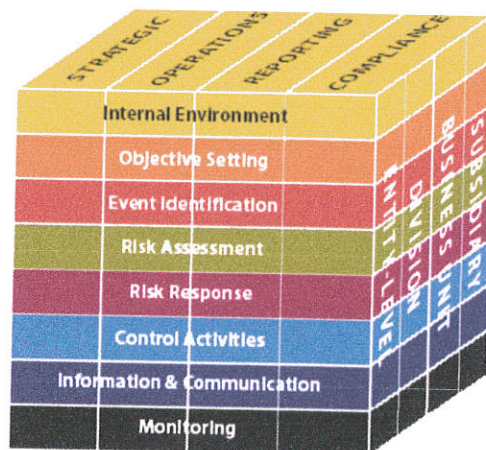 STRATEGIC
OPERATIONS
REPORTING
COMPLIANCE
Internal Environment
Objective Setting
Event Identification
Risk Assessment
Risk Response
Control Activities
Information & Communication
Monitoring
ENTITY-LEVEL
DIVISION
BUSINESS UNIT
SUBSIDIARY